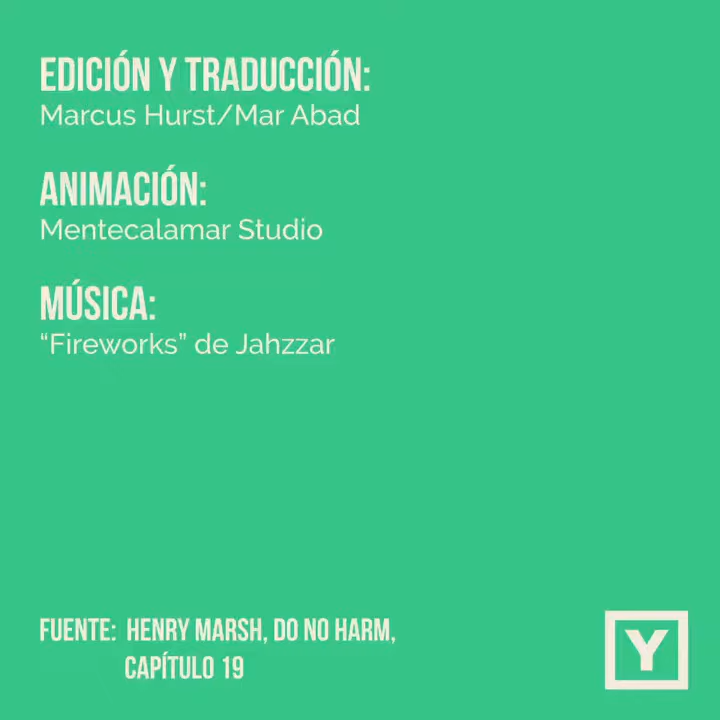 EDICIÓN Y TRADUCCIÓN:
Marcus Hurst/Mar Abad
ANIMACIÓN:
Mentecalamar Studio
MÚSICA:
“Fireworks” de Jahzzar
FUENTE: HENRY MARSH, DO NO HARM,
CAPÍTULO 19
Y